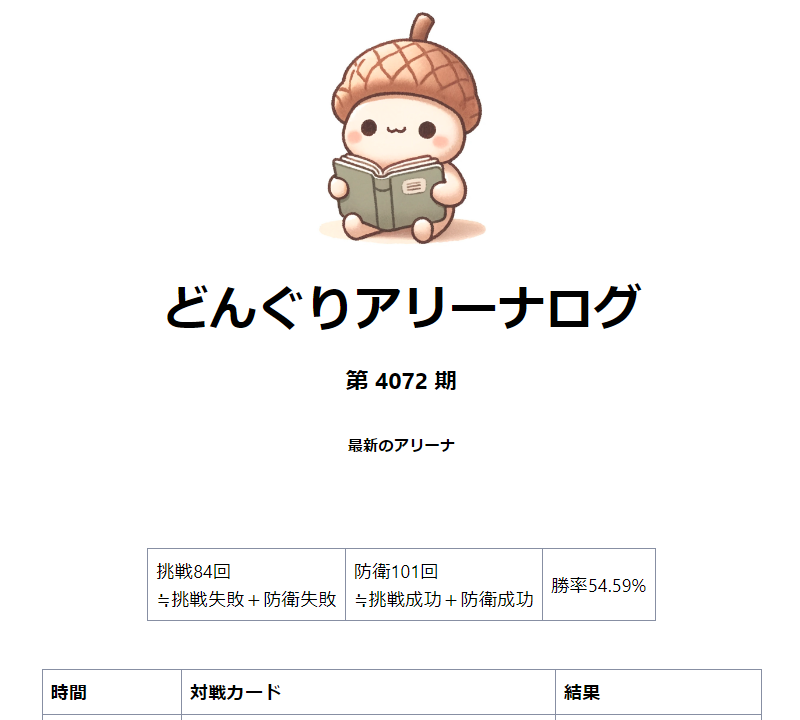 どんぐりアリーナログ
第 4072 期
最新のアリーナ
挑戦84回
≒挑戦失敗＋防衛失敗
防衛101回
≒挑戦成功＋防衛成功
勝率54.59%
時間 対戦カード 結果